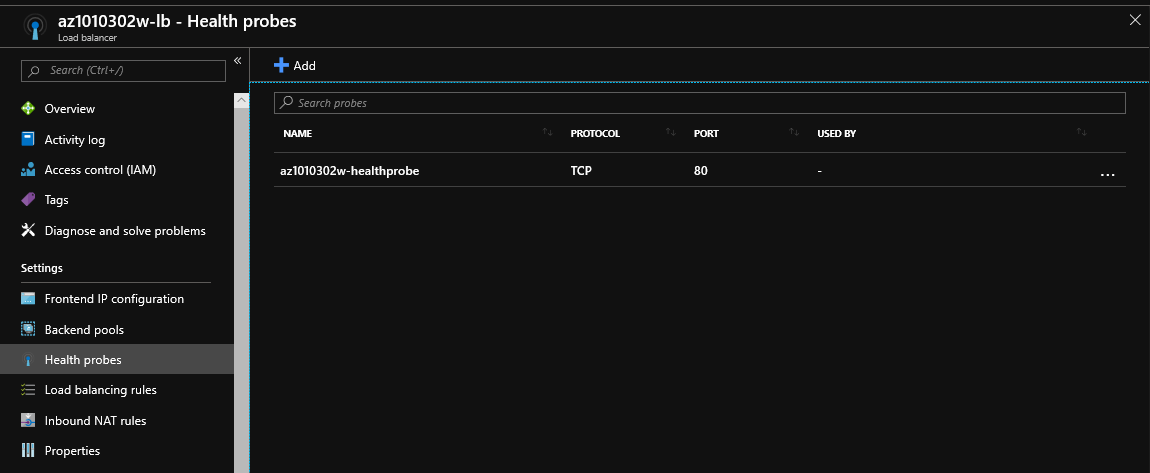 az1010302w-lb - Health probes
Load balancer
Search (Ctrl+/)
«
Overview
Activity log
Access control (IAM)
Tags
Diagnose and solve problems
Settings
Frontend IP configuration
Backend pools
Health probes
Load balancing rules
Inbound NAT rules
Properties
Add
Search probes
NAME PROTOCOL PORT USED BY
az1010302w-healthprobe TCP 80 - ...